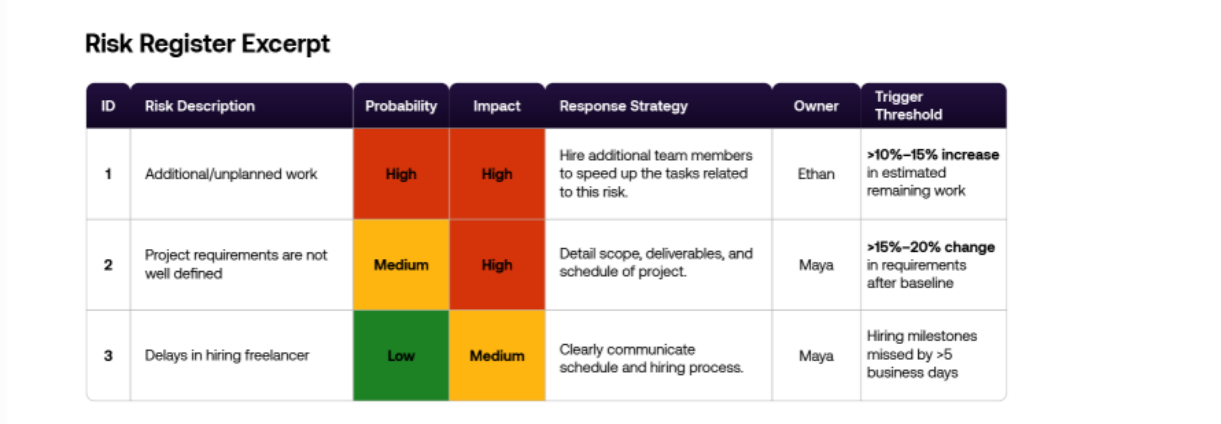 Risk Register Excerpt
ID Risk Description Probability Impact Response Strategy Owner Trigger
Threshold
1 Additional/unplanned work High High Hire additional team members
to speed up the tasks related
to this risk. Ethan >10%–15% increase
in estimated
remaining work
2 Project requirements are not
well defined Medium High Detail scope, deliverables, and
schedule of project. Maya >15%–20% change
in requirements
after baseline
3 Delays in hiring freelancer Low Medium Clearly communicate
schedule and hiring process. Maya Hiring milestones
missed by >5
business days